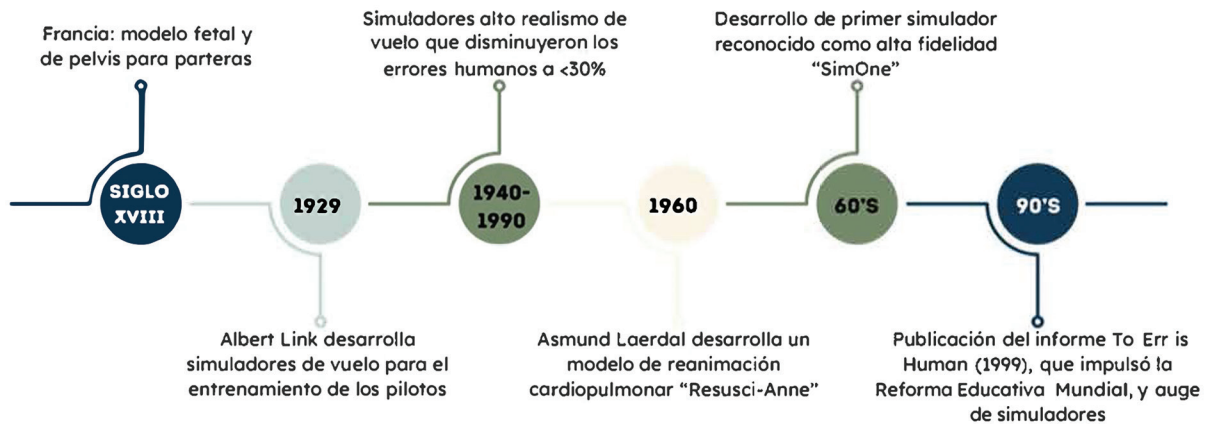 Francia: modelo fetal y
de pelvis para parteras
SIGLO
XVIII
1929
Albert Link desarrolla
simuladores de vuelo para el
entrenamiento de los pilotos
Simuladores alto realismo de
vuelo que disminuyeron los
errores humanos a <30%
1940-
1990
1960
Asmund Laerdal desarrolla un
modelo de reanimación
cardiopulmonar "Resusci-Anne"
Desarrollo de primer simulador
reconocido como alta fidelidad
"SimOne"
60'S
90'S
Publicación del informe To Err is
Human (1999), que impulsó la
Reforma Educativa Mundial, y auge
de simuladores